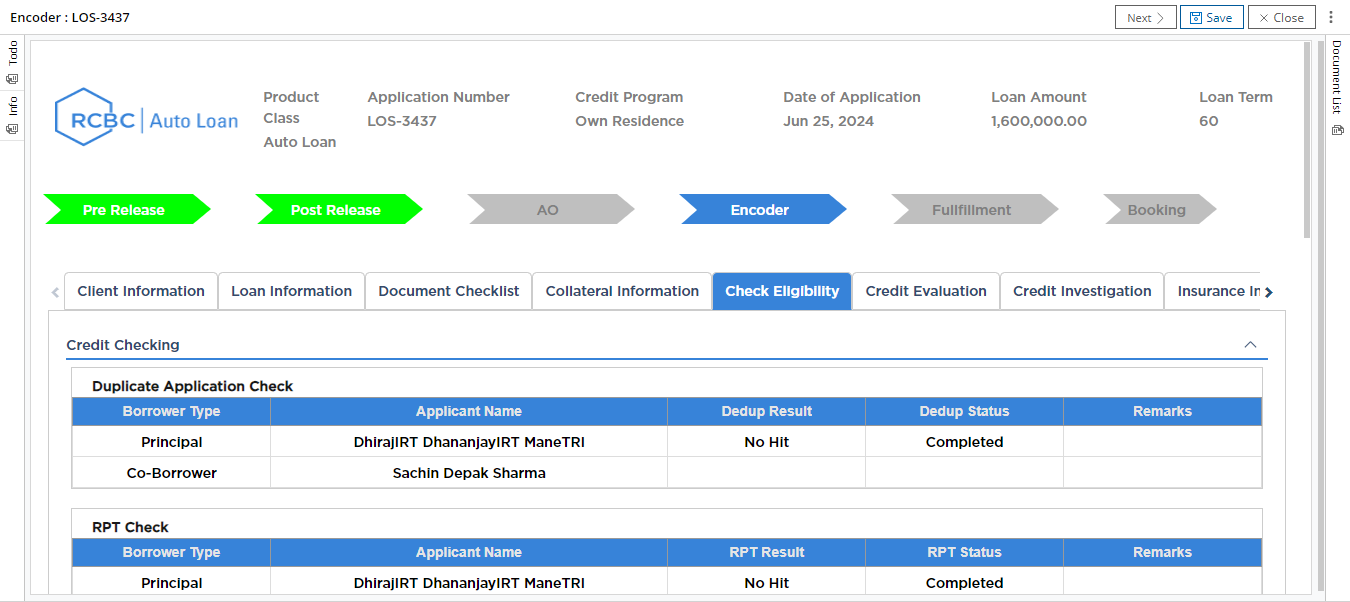 Encoder : LOS-3437
Next
Save
Close
Todo
Info
Document List
RCBC Auto Loan
Product Class
Auto Loan
Application Number
LOS-3437
Credit Program
Own Residence
Date of Application
Jun 25, 2024
Loan Amount
1,600,000.00
Loan Term
60
Pre Release
Post Release
AO
Encoder
Fullfillment
Booking
Client Information
Loan Information
Document Checklist
Collateral Information
Check Eligibility
Credit Evaluation
Credit Investigation
Insurance In
Credit Checking
Duplicate Application Check
Borrower Type Applicant Name Dedup Result Dedup Status Remarks
Principal DhirajIRT DhananjayIRT ManeTRI No Hit Completed
Co-Borrower Sachin Depak Sharma
RPT Check
Borrower Type Applicant Name RPT Result RPT Status Remarks
Principal DhirajIRT DhananjayIRT ManeTRI No Hit Completed